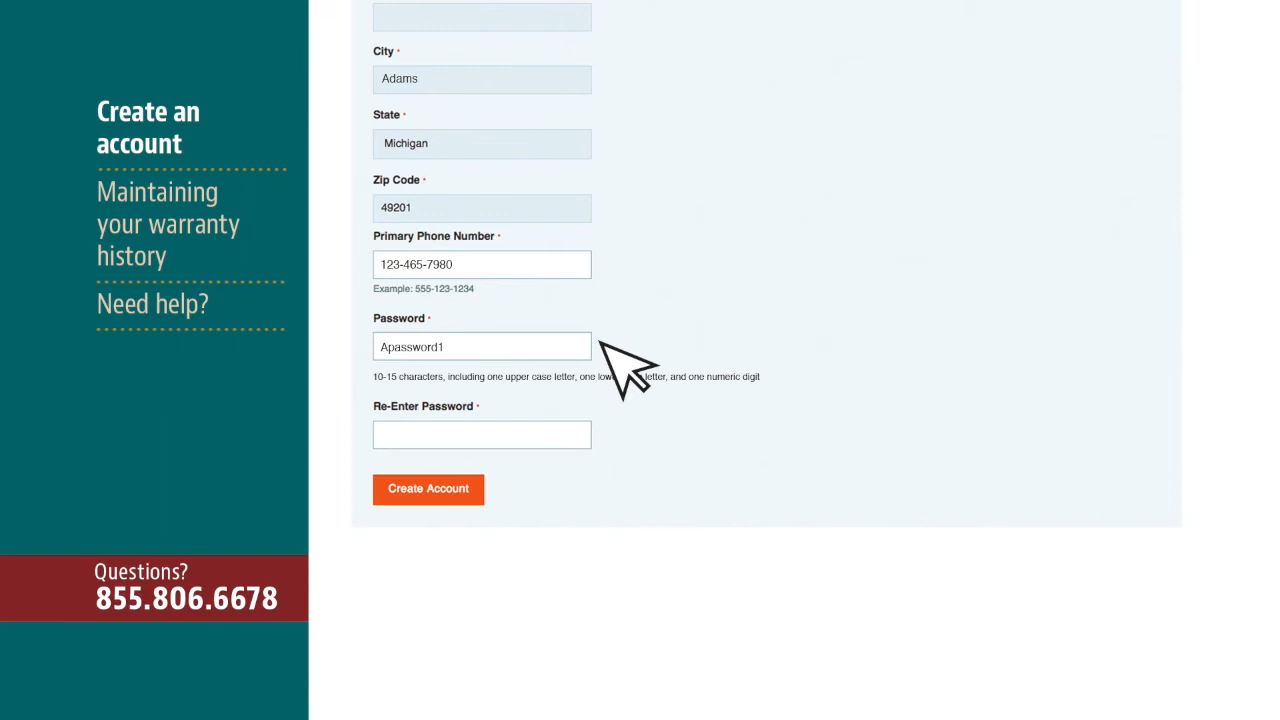 Create an
account
Maintaining
your warranty
history
Need help?
Questions?
855.806.6678
City *
Adams
State *
Michigan
Zip Code *
49201
Primary Phone Number *
123-465-7980
Example: 555-123-1234
Password *
Apassword1
10-15 characters, including one upper case letter, one letter, and one numeric digit
Re-Enter Password *
Create Account